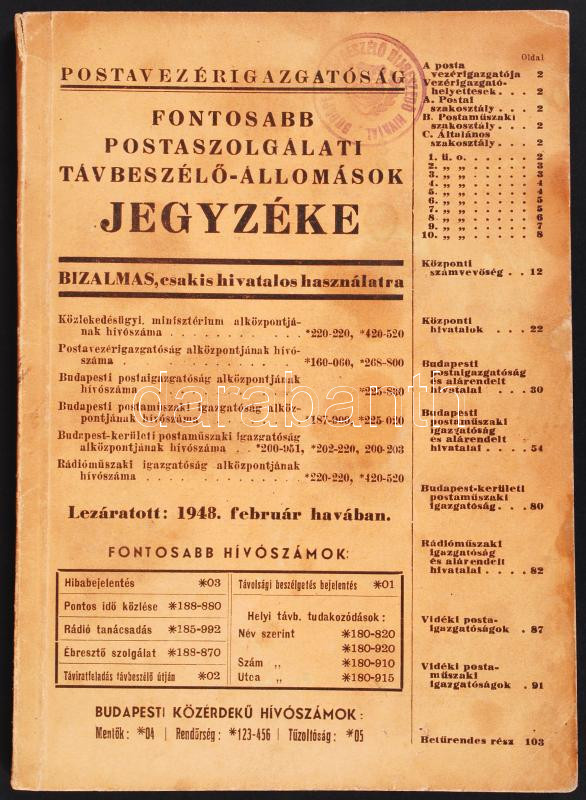 POSTAVEZÉRIGAZGATÓSÁG
FONTOSABB
POSTASZOLGÁLATI
TÁVBESZÉLŐ-ÁLLOMÁSOK
JEGYZÉKE
BIZALMAS, csakis hivatalos használatra
Közlekedésügyi minisztérium alközpontjá-
nak hívószáma . . . . . . . . . . *220-220, *420-520
Postavezérigazgatóság alközpontjának hívó-
száma . . . . . . . . . . . . . *160-060, *268-800
Budapesti postaigazgatóság alközpontjának
hívószáma . . . . . . . . . . . . . . *225-830
Budapesti postaműszaki igazgatóság alköz-
pontjának hívószáma . . . . *187-000, *225-020
Budapest-kerületi postaműszaki igazgatóság
alközpontjának hívószáma . . *200-951, *202-220, 200-203
Rádióműszaki igazgatóság alközpontjának
hívószáma . . . . . . . . . . . *220-220, *420-520
Lezáratott: 1948. február havában.
FONTOSABB HÍVÓSZÁMOK:
Hibabejelentés *03
Pontos idő közlése *188-880
Rádió tanácsadás *185-992
Ébresztő szolgálat *188-870
Táviratfeladás távbeszélő útján *02
Távolsági beszélgetés bejelentés *01
Helyi távb. tudakozódások:
Név szerint *180-820
*180-920
Szám „ *180-910
Utca „ *180-915
BUDAPESTI KÖZÉRDEKŰ HÍVÓSZÁMOK:
Mentők: *04 | Rendőrség: *123-456 | Tűzoltóság: *05
Oldal
A posta
vezérigazgatója 2
Vezérigazgató-
helyettesek . . . 2
A. Postai
szakosztály . . . 2
B. Postaműszaki
szakosztály . . . 2
C. Általános
szakosztály . . . 2
1. ü. o. . . . . . . 2
2. „ „ . . . . . . 3
3. „ „ . . . . . . 3
4. „ „ . . . . . . 4
5. „ „ . . . . . . 4
6. „ „ . . . . . . 5
7. „ „ . . . . . . 5
8. „ „ . . . . . . 6
9. „ „ . . . . . . 7
10. „ „ . . . . . . 8
Központi
számvevőség . . 12
Központi
hivatalok . . . 22
Budapesti
postaigazgatóság
és alárendelt
hivatalai . . . 30
Budapesti
postaműszaki
igazgatóság
és alárendelt
hivatalai . . . 54
Budapest-kerületi
postaműszaki
igazgatóság . . . 80
Rádióműszaki
igazgatóság
és alárendelt
hivatalai . . . . 82
Vidéki posta-
igazgatóságok . 87
Vidéki posta-
műszaki
igazgatóságok . 91
Betűrendes rész 103
darabanth